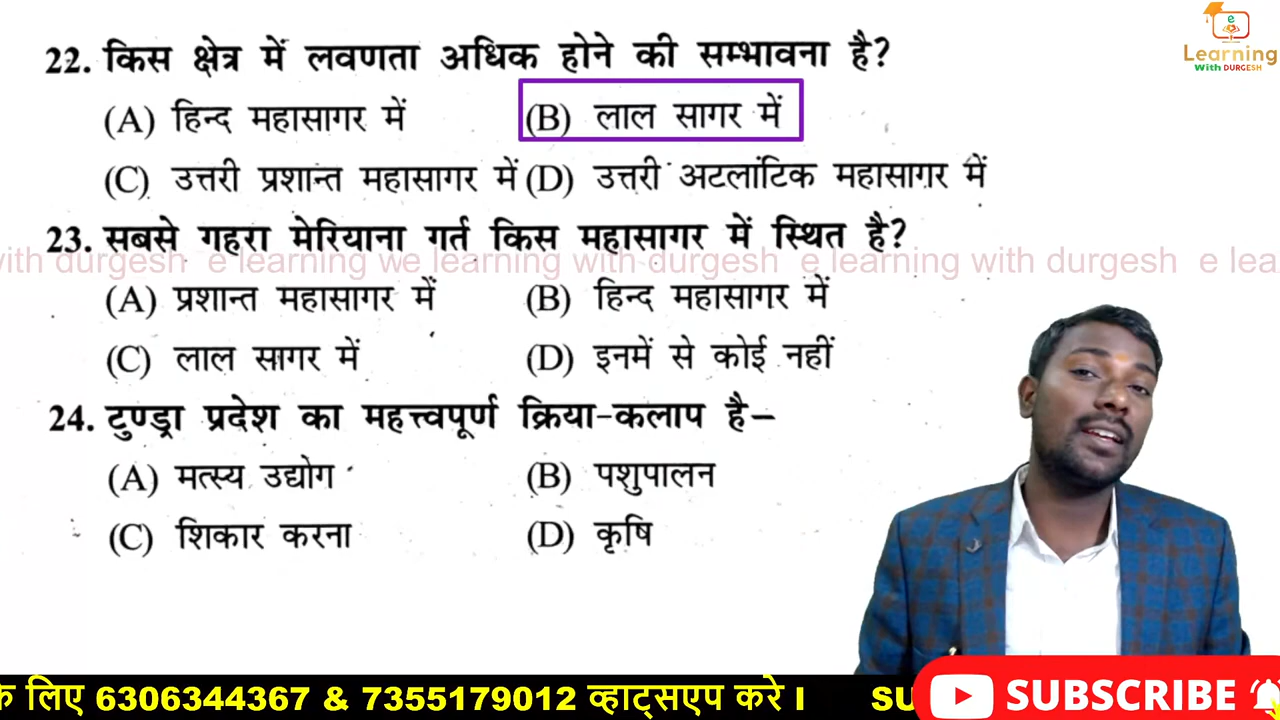 22. किस क्षेत्र में लवणता अधिक होने की सम्भावना है?
(A) हिन्द महासागर में (B) लाल सागर में
(C) उत्तरी प्रशान्त महासागर में (D) उत्तरी अटलांटिक महासागर में
23. सबसे गहरा मेरियाना गर्त किस महासागर में स्थित है?
with durgesh e learning we learning with durgesh e learning with durgesh e lea
(A) प्रशान्त महासागर में (B) हिन्द महासागर में
(C) लाल सागर में (D) इनमें से कोई नहीं
24. टुण्ड्रा प्रदेश का महत्त्वपूर्ण क्रिया-कलाप है–
(A) मत्स्य उद्योग (B) पशुपालन
(C) शिकार करना (D) कृषि
e
Learning
With DURGESH
के लिए 6306344367 & 7355179012 व्हाट्सएप करे I SU
SUBSCRIBE